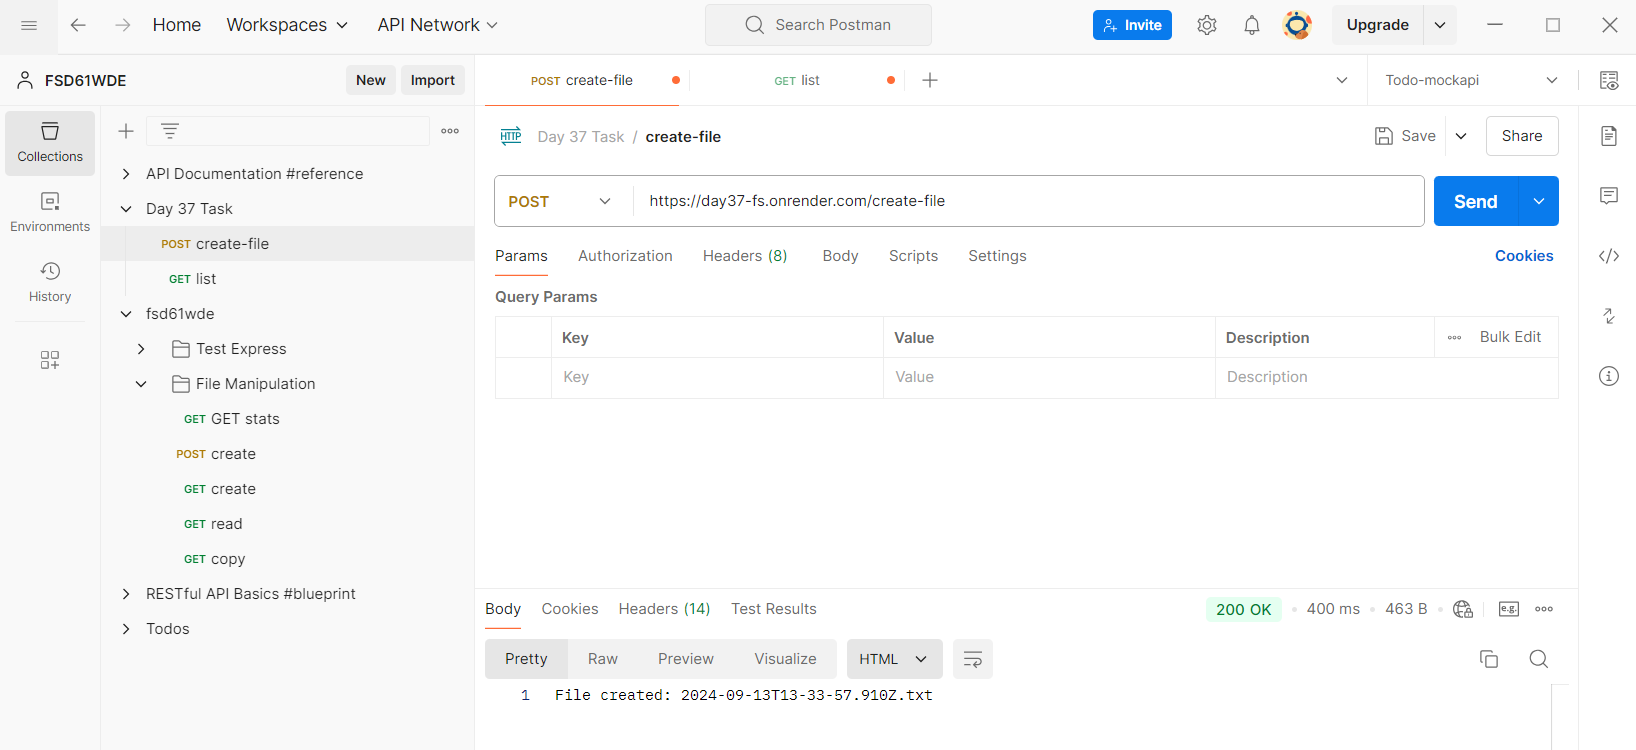 Home
Workspaces
API Network
Search Postman
Invite
Upgrade
FSD61WDE
New
Import
POST create-file
GET list
Todo-mockapi
Collections
Environments
History
API Documentation #reference
Day 37 Task
POST create-file
GET list
fsd61wde
Test Express
File Manipulation
GET GET stats
POST create
GET create
GET read
GET copy
RESTful API Basics #blueprint
Todos
HTTP
Day 37 Task / create-file
Save
Share
POST
https://day37-fs.onrender.com/create-file
Send
Params
Authorization
Headers (8)
Body
Scripts
Settings
Cookies
Query Params
Key
Value
Description
Bulk Edit
Key
Value
Description
Body
Cookies
Headers (14)
Test Results
200 OK
400 ms
463 B
e.g.
Pretty
Raw
Preview
Visualize
HTML
1 File created: 2024-09-13T13-33-57.910Z.txt